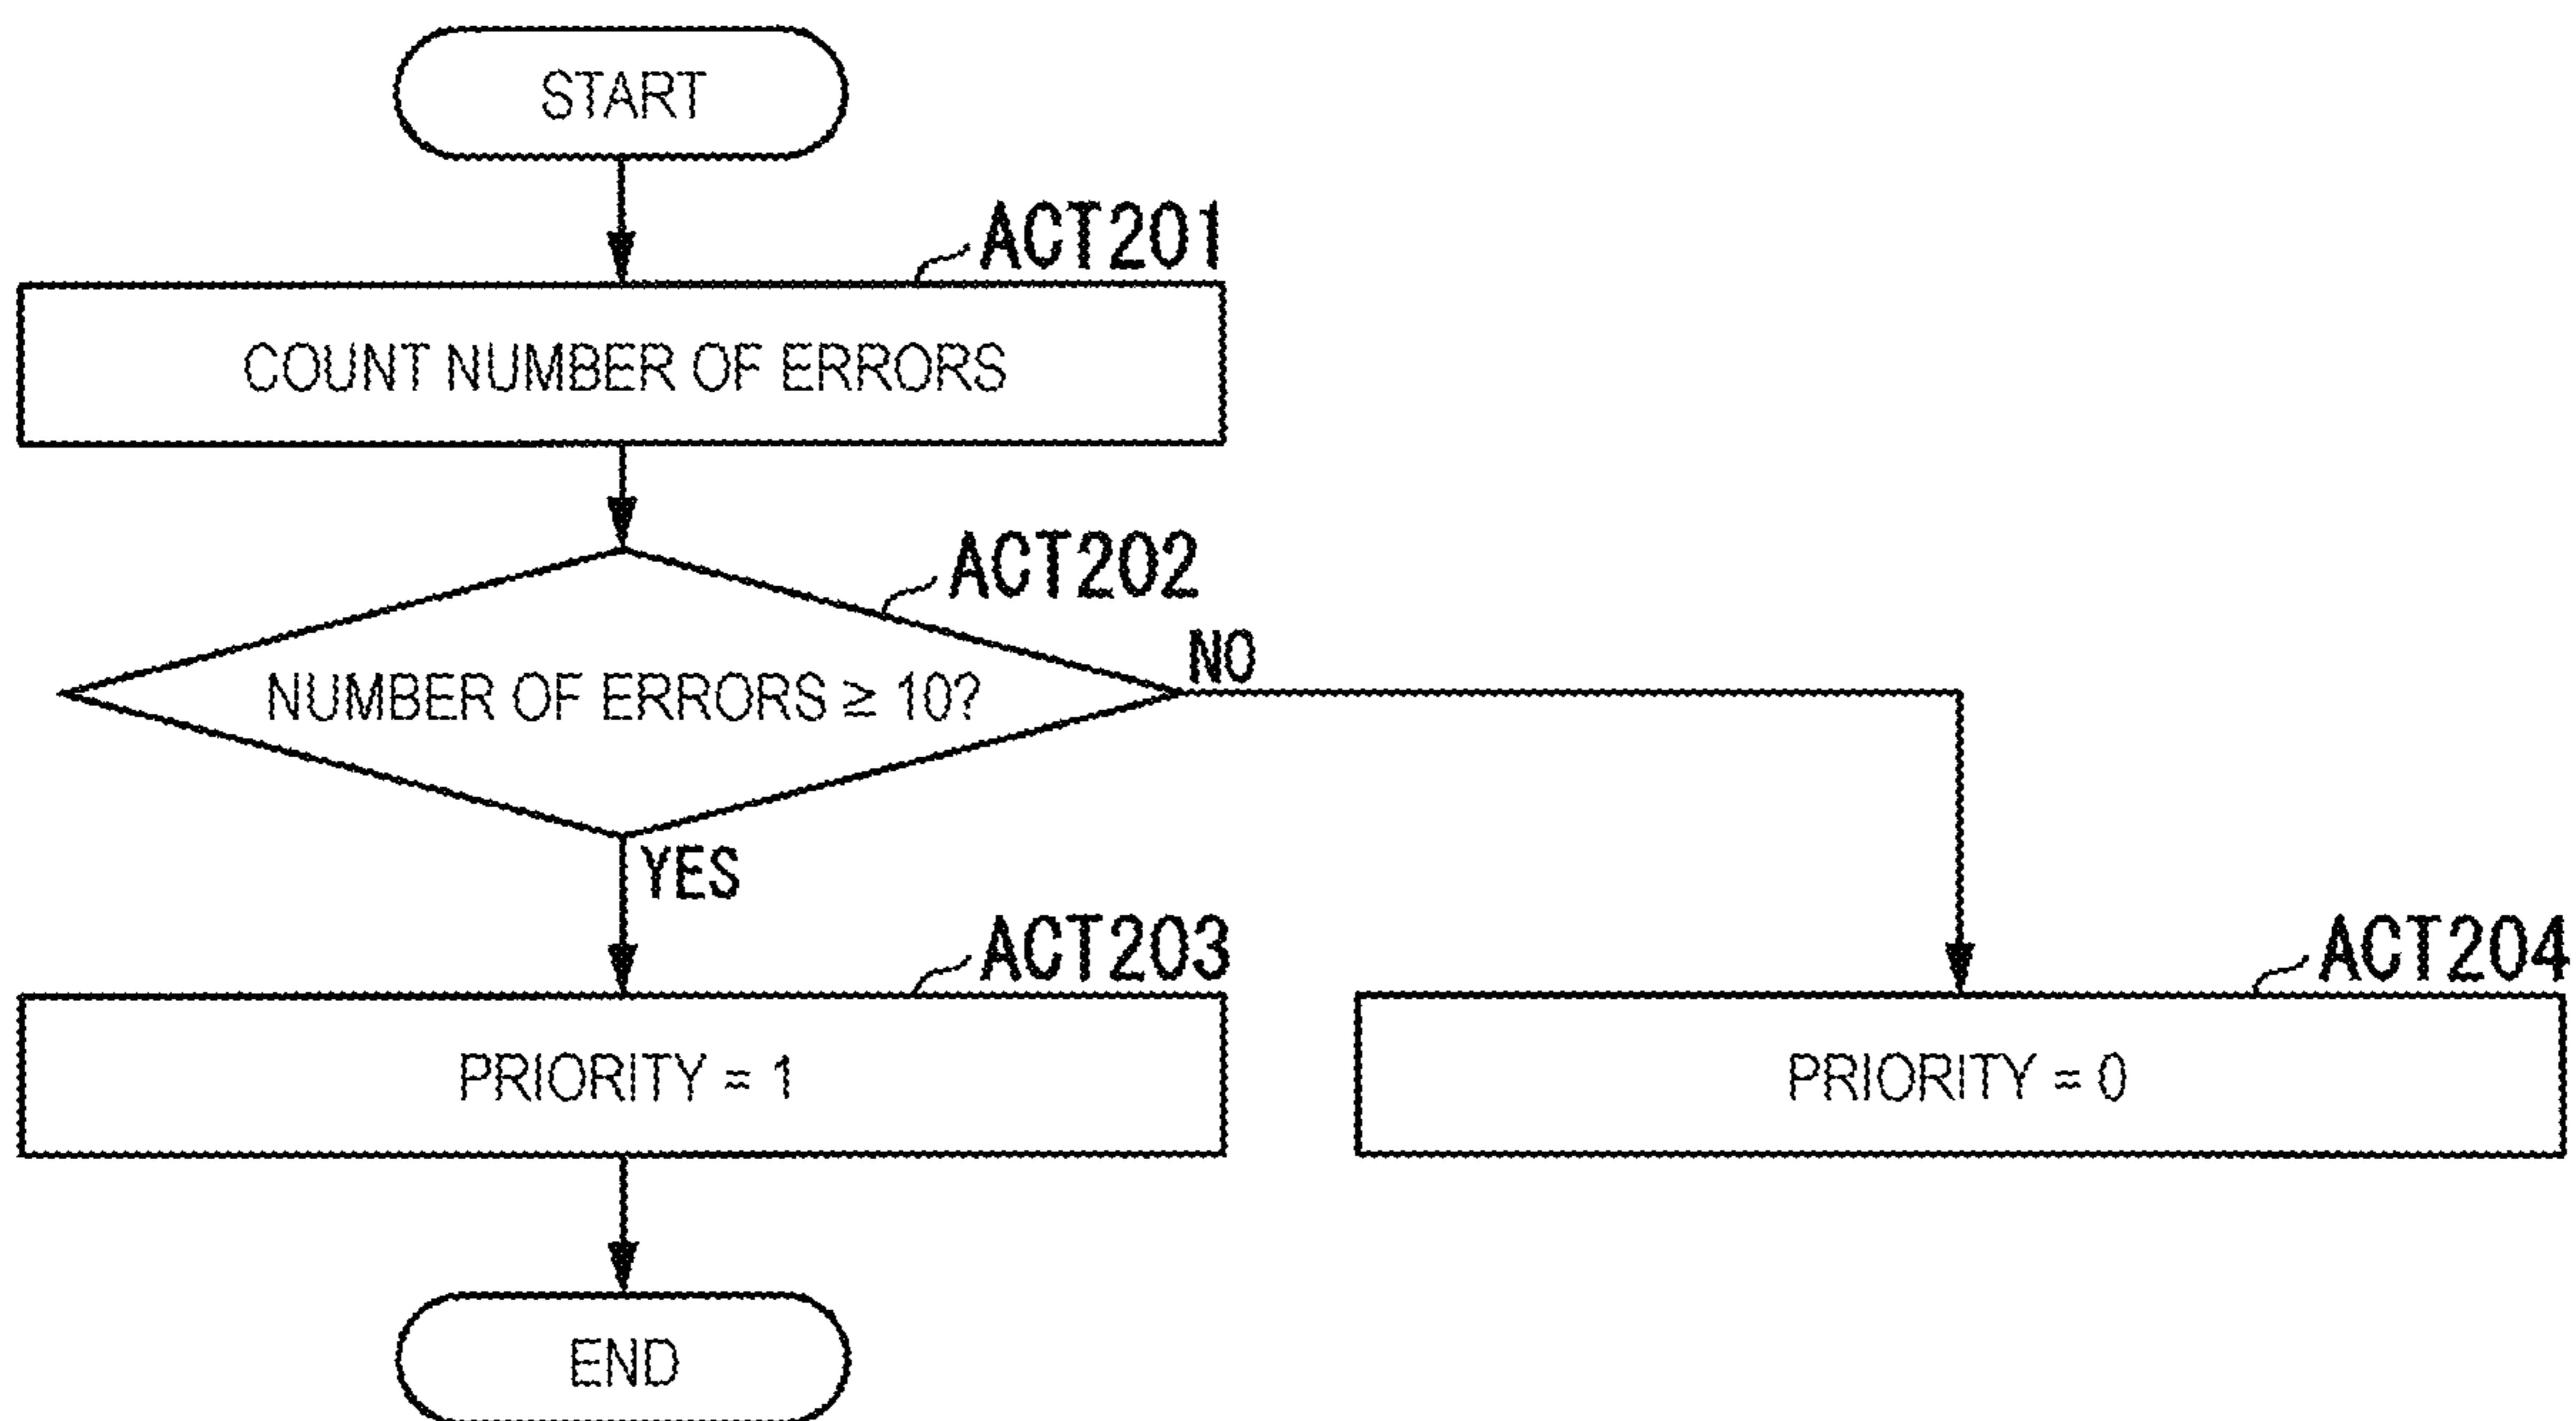 START
ACT201
COUNT NUMBER OF ERRORS
ACT202
NUMBER OF ERRORS ≥ 10?
NO
YES
ACT203
ACT204
PRIORITY = 1
PRIORITY = 0
END